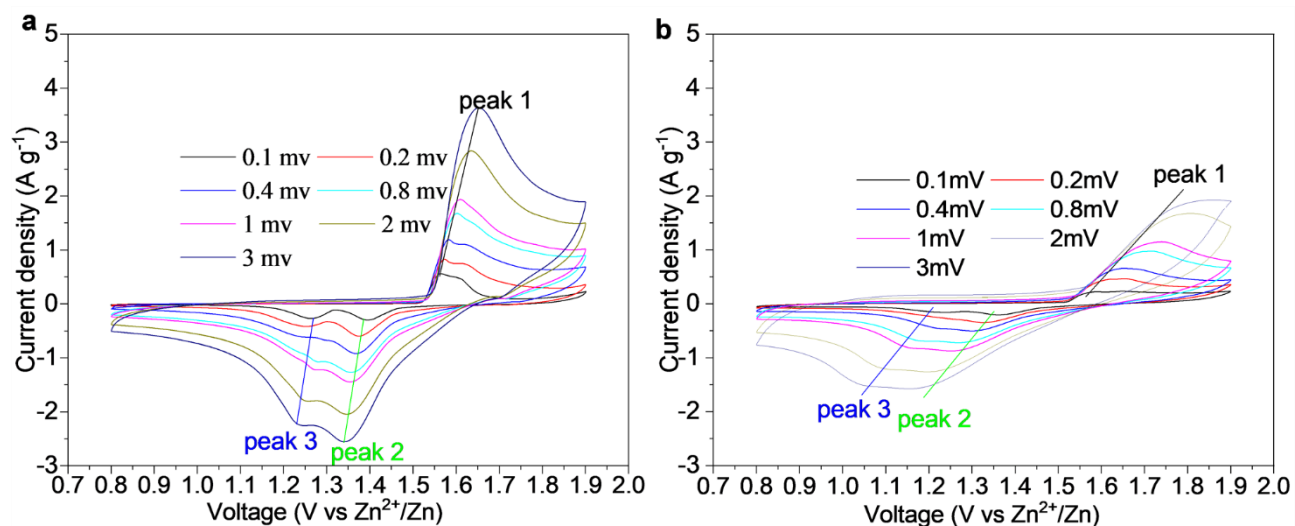 a
5
4
3
2
1
0
-1
-2
-3
Current density (A g-1)
0.7 0.8 0.9 1.0 1.1 1.2 1.3 1.4 1.5 1.6 1.7 1.8 1.9 2.0
Voltage (V vs Zn2+/Zn)
peak 1
0.1 mv 0.2 mv
0.4 mv 0.8 mv
1 mv 2 mv
3 mv
peak 3
peak 2
b
5
4
3
2
1
0
-1
-2
-3
Current density (A g-1)
0.7 0.8 0.9 1.0 1.1 1.2 1.3 1.4 1.5 1.6 1.7 1.8 1.9 2.0
Voltage (V vs Zn2+/Zn)
peak 1
0.1mV 0.2mV
0.4mV 0.8mV
1mV 2mV
3mV
peak 3
peak 2